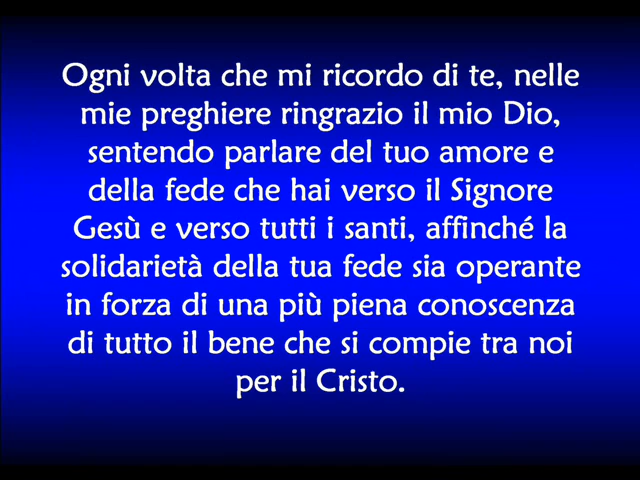 Ogni volta che mi ricordo di te, nelle
mie preghiere ringrazio il mio Dio,
sentendo parlare del tuo amore e
della fede che hai verso il Signore
Gesù e verso tutti i santi, affinché la
solidarietà della tua fede sia operante
in forza di una più piena conoscenza
di tutto il bene che si compie tra noi
per il Cristo.